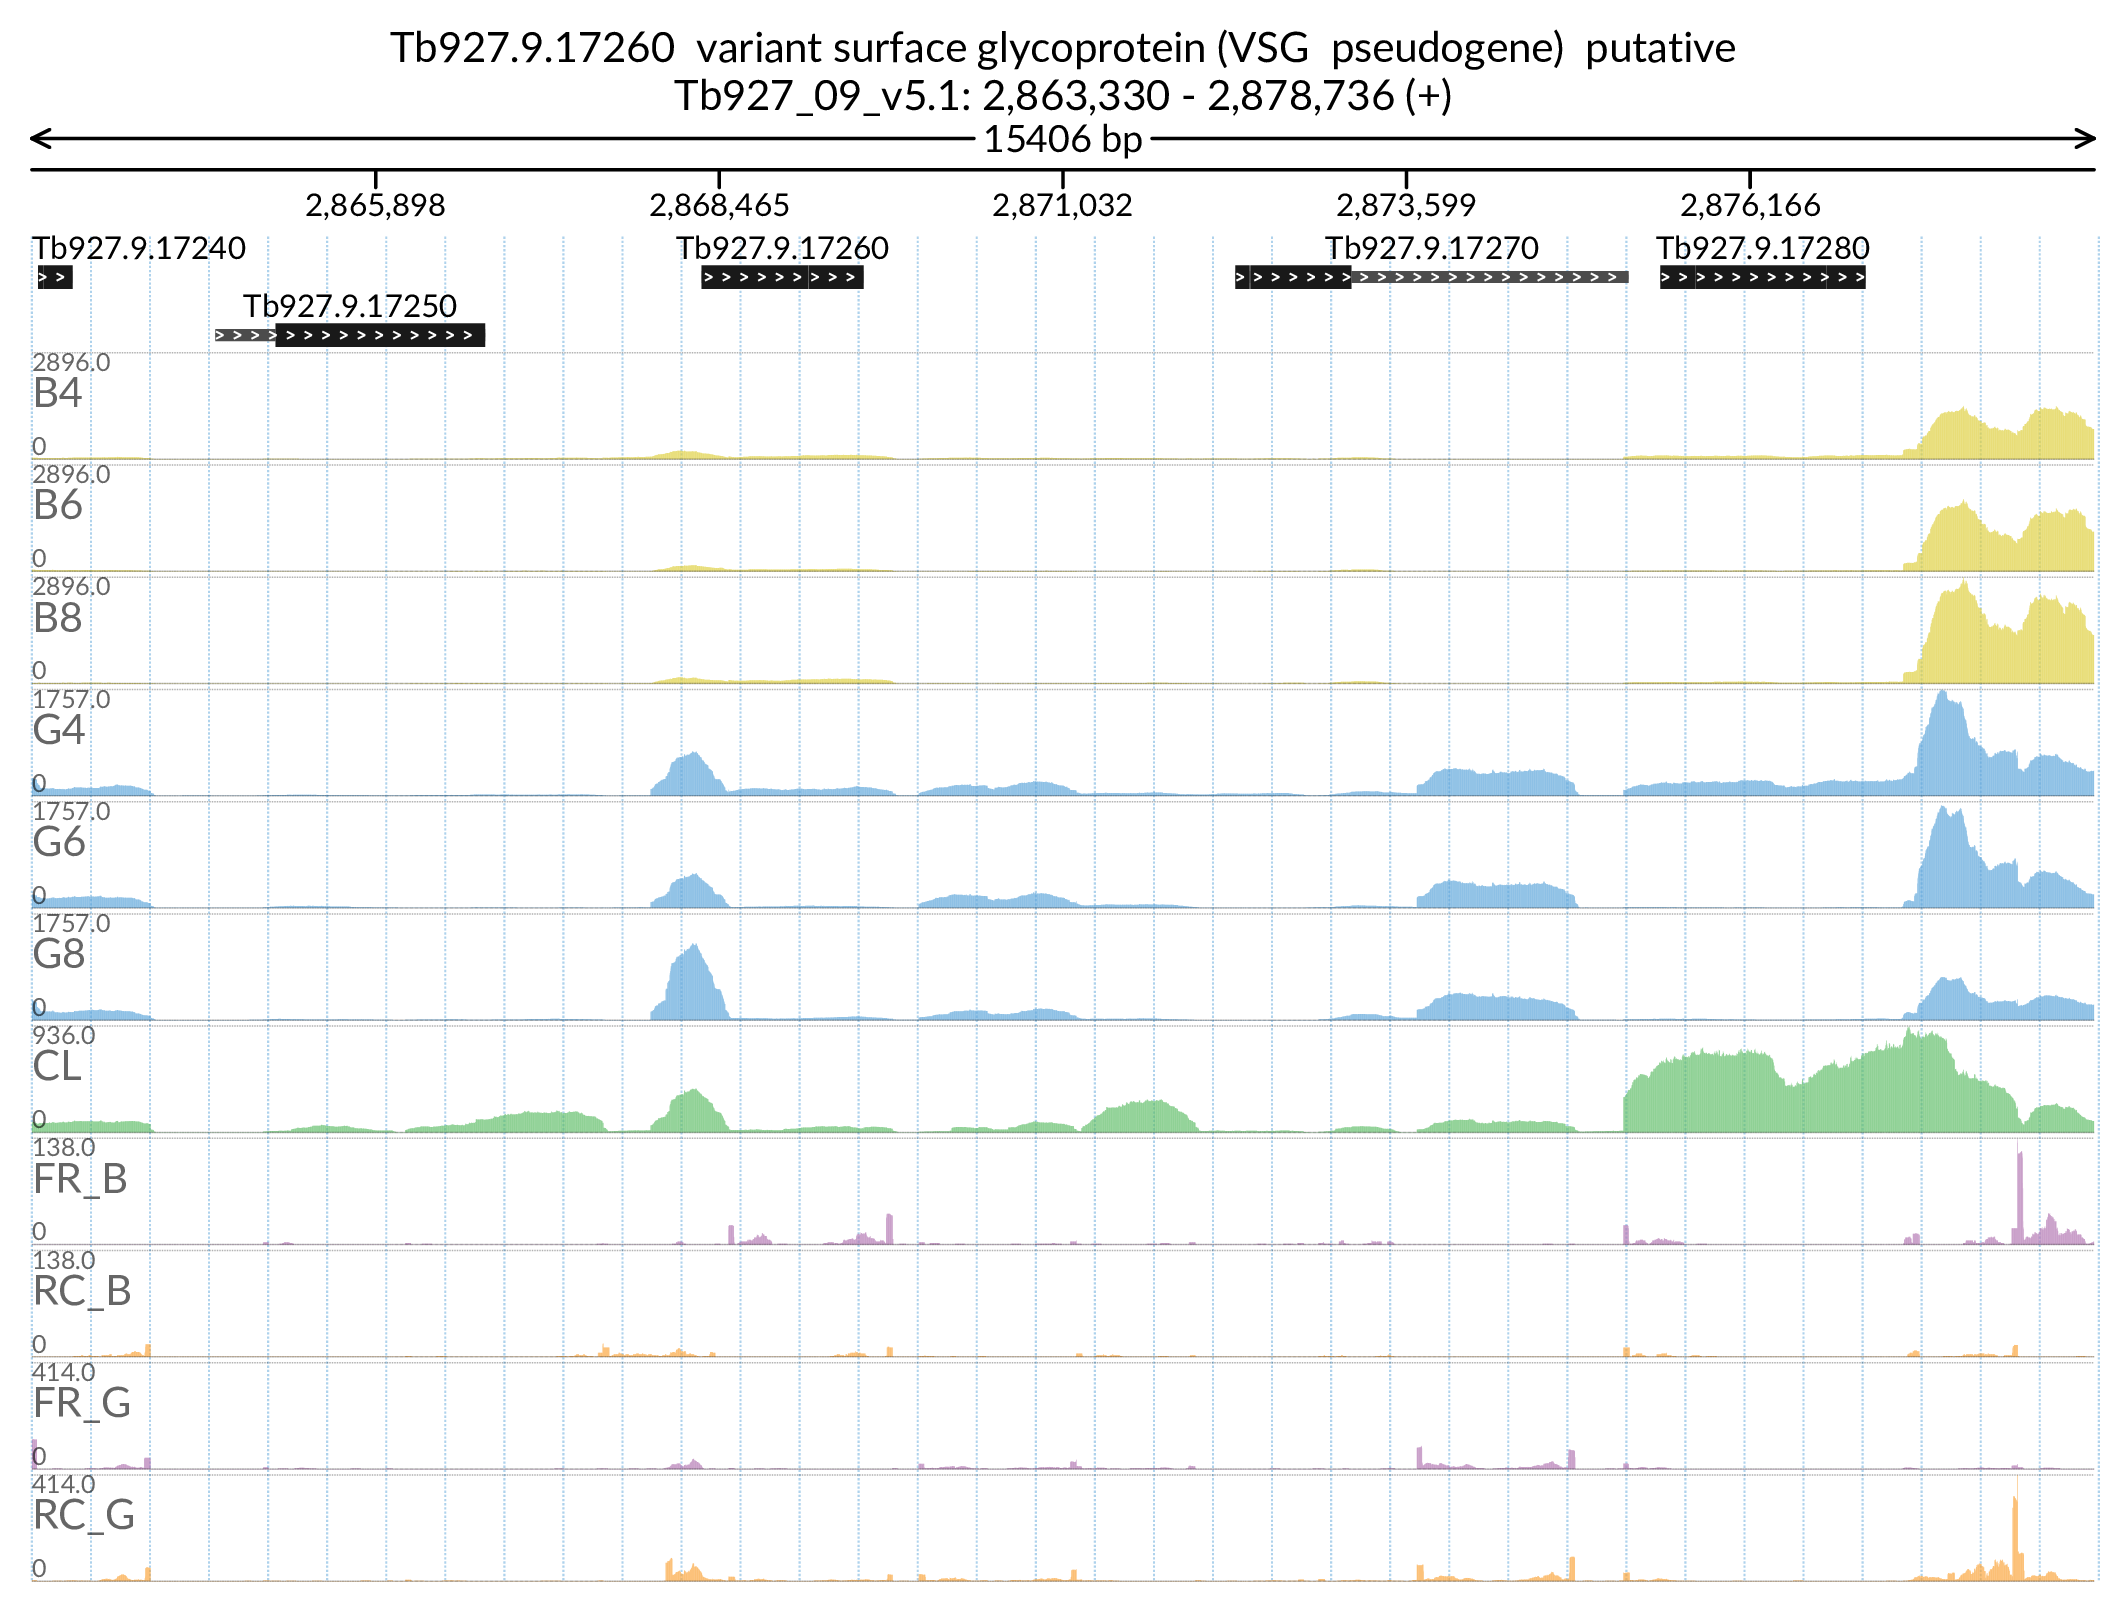 Tb927.9.17260 variant surface glycoprotein (VSG pseudogene) putative
Tb927_09_v5.1: 2,863,330 - 2,878,736 (+)
15406 bp
2,865,898 2,868,465 2,871,032 2,873,599 2,876,166
Tb927.9.17240 Tb927.9.17260 Tb927.9.17270 Tb927.9.17280
Tb927.9.17250
2896.0
B4
0
2896.0
B6
0
2896.0
B8
0
1757.0
G4
0
1757.0
G6
0
1757.0
G8
0
936.0
CL
0
138.0
FR_B
0
138.0
RC_B
0
414.0
FR_G
0
414.0
RC_G
0